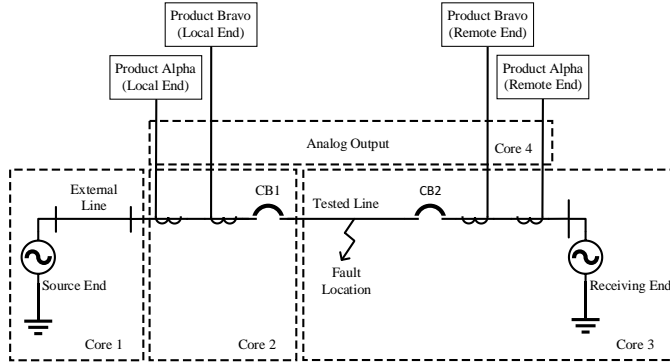 Product Bravo
(Local End)
Product Bravo
(Remote End)
Product Alpha
(Local End)
Product Alpha
(Remote End)
Analog Output
Core 4
External
Line
CB1
Tested Line
CB2
Source End
Fault
Location
Receiving End
Core 1
Core 2
Core 3